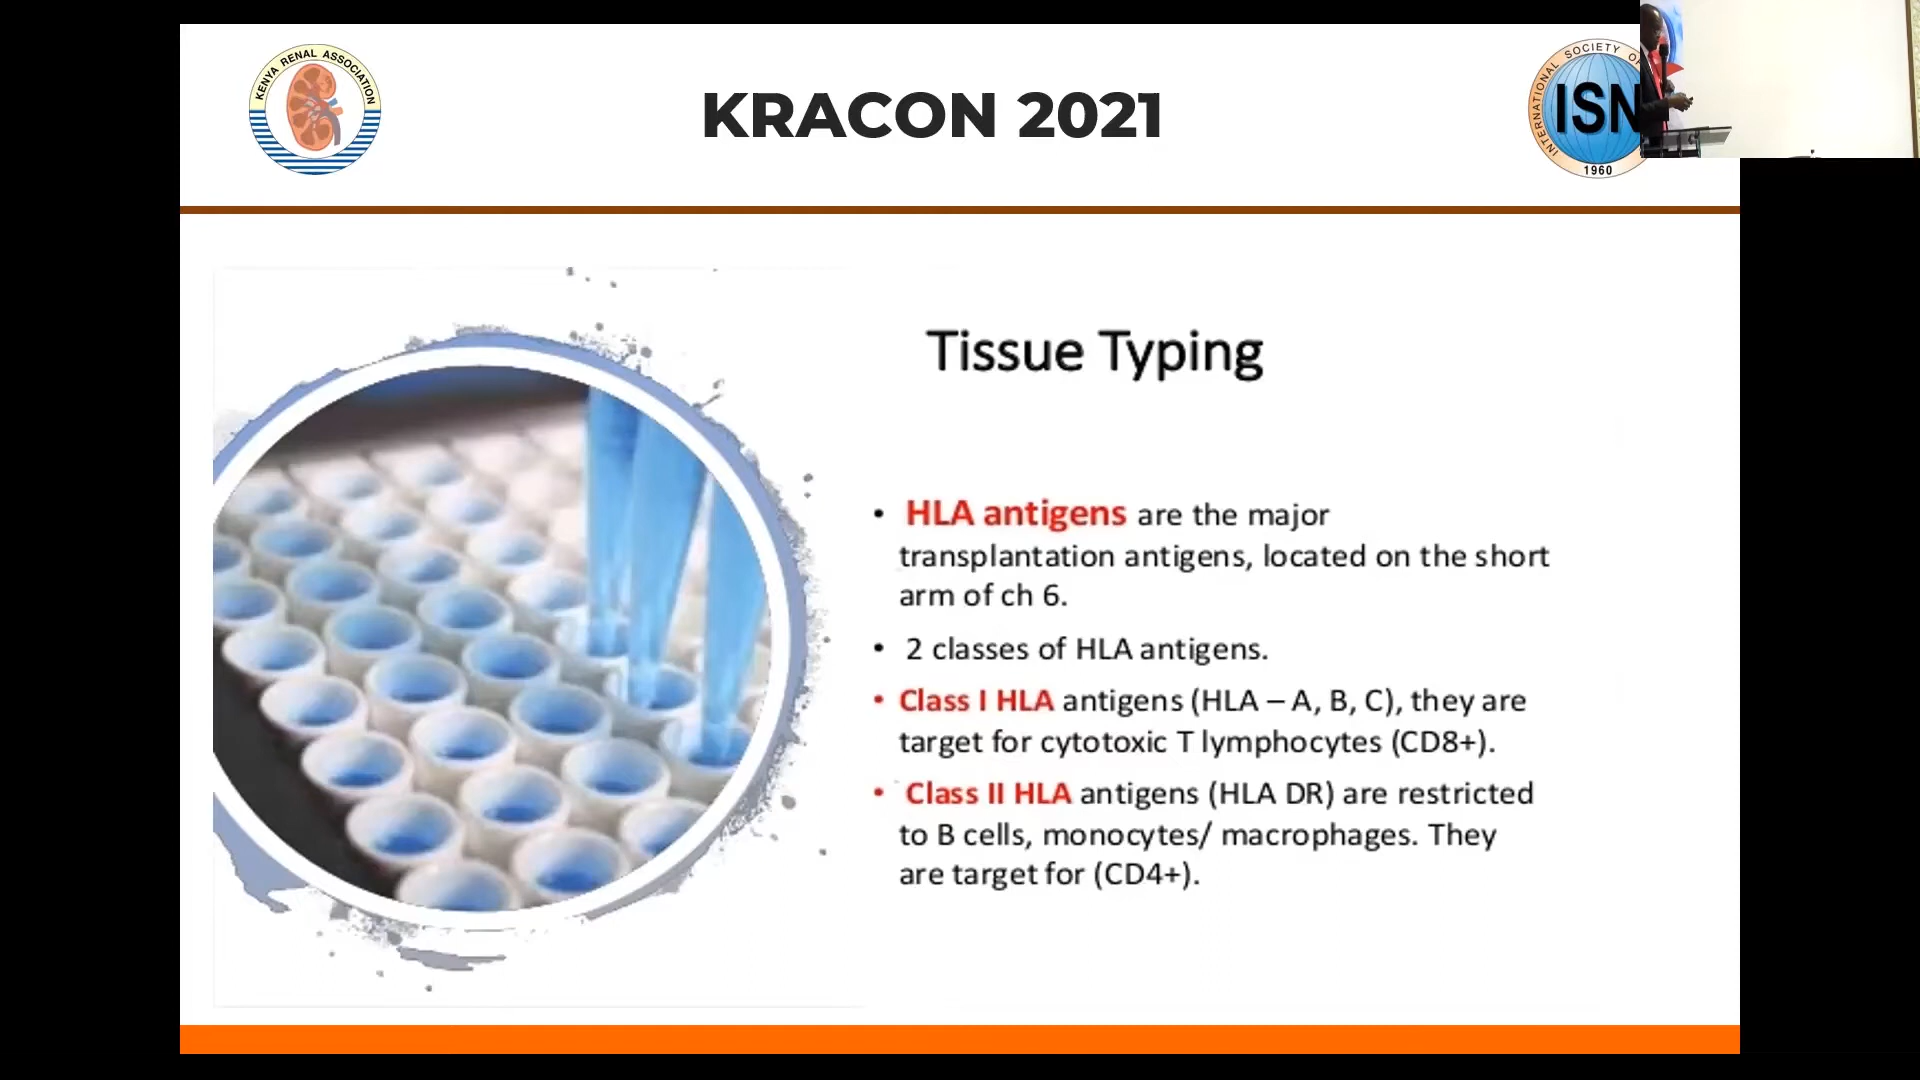 KENYA RENAL ASSOCIATION
KRACON 2021
INTERNATIONAL SOCIETY OF
ISN
1960
Tissue Typing
• HLA antigens are the major
transplantation antigens, located on the short
arm of ch 6.
• 2 classes of HLA antigens.
• Class I HLA antigens (HLA – A, B, C), they are
target for cytotoxic T lymphocytes (CD8+).
• Class II HLA antigens (HLA DR) are restricted
to B cells, monocytes/ macrophages. They
are target for (CD4+).